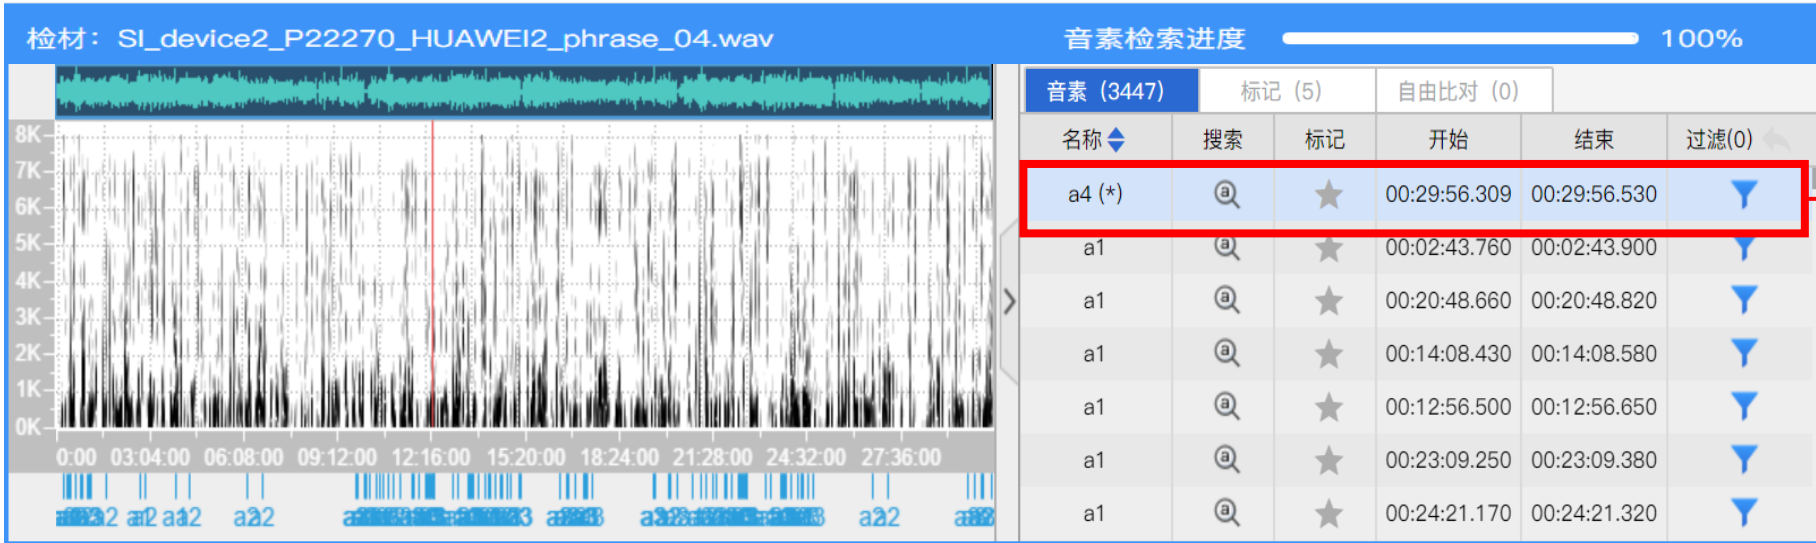 检材：SI_device2_P22270_HUAWEI2_phrase_04.wav 音素检索进度 100%
音素（3447） 标记（5） 自由比对（0）
名称 搜索 标记 开始 结束 过滤(0)
a4 (*) 00:29:56.309 00:29:56.530
a1 00:02:43.760 00:02:43.900
a1 00:20:48.660 00:20:48.820
a1 00:14:08.430 00:14:08.580
a1 00:12:56.500 00:12:56.650
a1 00:23:09.250 00:23:09.380
a1 00:24:21.170 00:24:21.320
8K
7K
6K
5K
4K
3K
2K
1K
0K
0:00 03:04:00 06:08:00 09:12:00 12:16:00 15:20:00 18:24:00 21:28:00 24:32:00 27:36:00